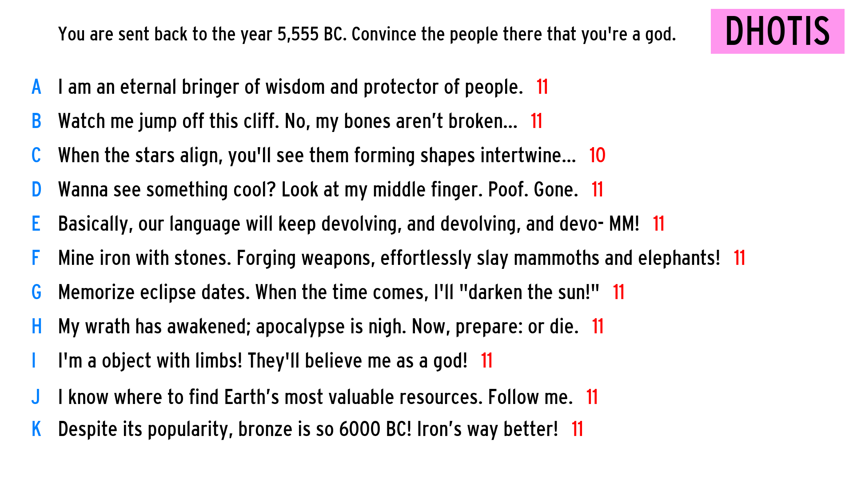 You are sent back to the year 5,555 BC. Convince the people there that you're a god. DHOTIS
A I am an eternal bringer of wisdom and protector of people. 11
B Watch me jump off this cliff. No, my bones aren’t broken... 11
C When the stars align, you'll see them forming shapes intertwine... 10
D Wanna see something cool? Look at my middle finger. Poof. Gone. 11
E Basically, our language will keep devolving, and devolving, and devo- MM! 11
F Mine iron with stones. Forging weapons, effortlessly slay mammoths and elephants! 11
G Memorize eclipse dates. When the time comes, I'll "darken the sun!" 11
H My wrath has awakened; apocalypse is nigh. Now, prepare: or die. 11
I I'm a object with limbs! They'll believe me as a god! 11
J I know where to find Earth’s most valuable resources. Follow me. 11
K Despite its popularity, bronze is so 6000 BC! Iron’s way better! 11